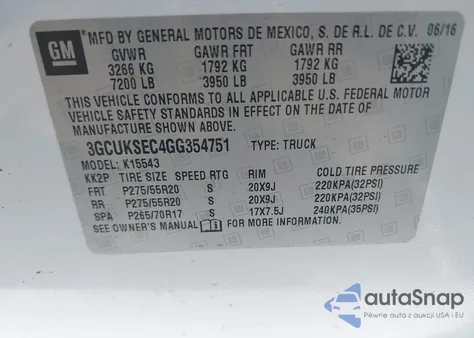 GM
MFD BY GENERAL MOTORS DE MEXICO, S. DE R.L. DE C.V. 06/16
GVWR GAWR FRT GAWR RR
3266 KG 1792 KG 1792 KG
7200 LB 3950 LB 3950 LB
THIS VEHICLE CONFORMS TO ALL APPLICABLE U.S. FEDERAL MOTOR
VEHICLE SAFETY STANDARDS IN EFFECT ON THE DATE OF
MANUFACTURE SHOWN ABOVE.
3GCUKSEC4GG354751 TYPE: TRUCK
MODEL: K15543
KK2P TIRE SIZE SPEED RTG RIM COLD TIRE PRESSURE
FRT P275/55R20 S 20X9J 220KPA(32PSI)
RR P275/55R20 S 20X9J 220KPA(32PSI)
SPA P265/70R17 S 17X7.5J 240KPA(35PSI)
SEE OWNER'S MANUAL FOR MORE INFORMATION.
autoSnap
Platform for auction USA i EU